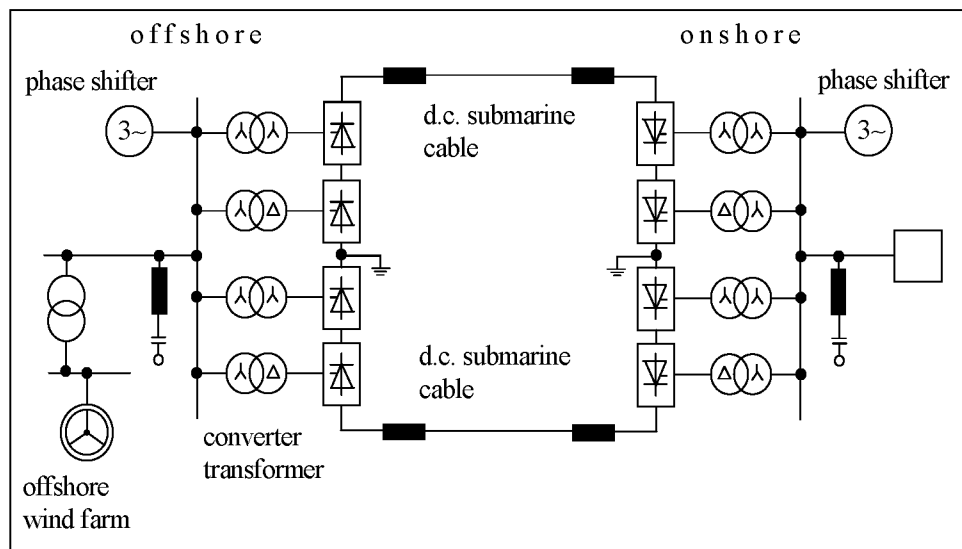 offshore
onshore
phase shifter
phase shifter
3~
3~
d.c. submarine
cable
d.c. submarine
cable
converter
transformer
offshore
wind farm